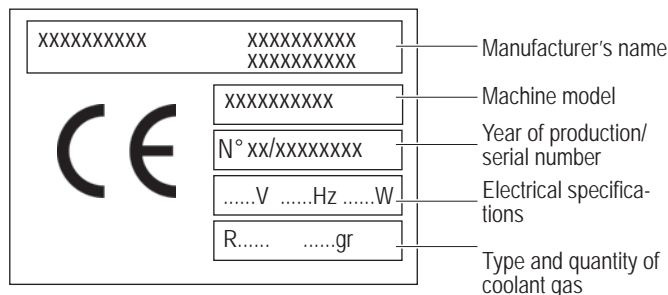 XXXXXXXXXX XXXXXXXXXX
XXXXXXXXXX
Manufacturer's name
CE
XXXXXXXXXX
Machine model
N° xx/xxxxxxxx
Year of production/
serial number
......V ......Hz ......W
Electrical specifica-
tions
R...... ......gr
Type and quantity of
coolant gas